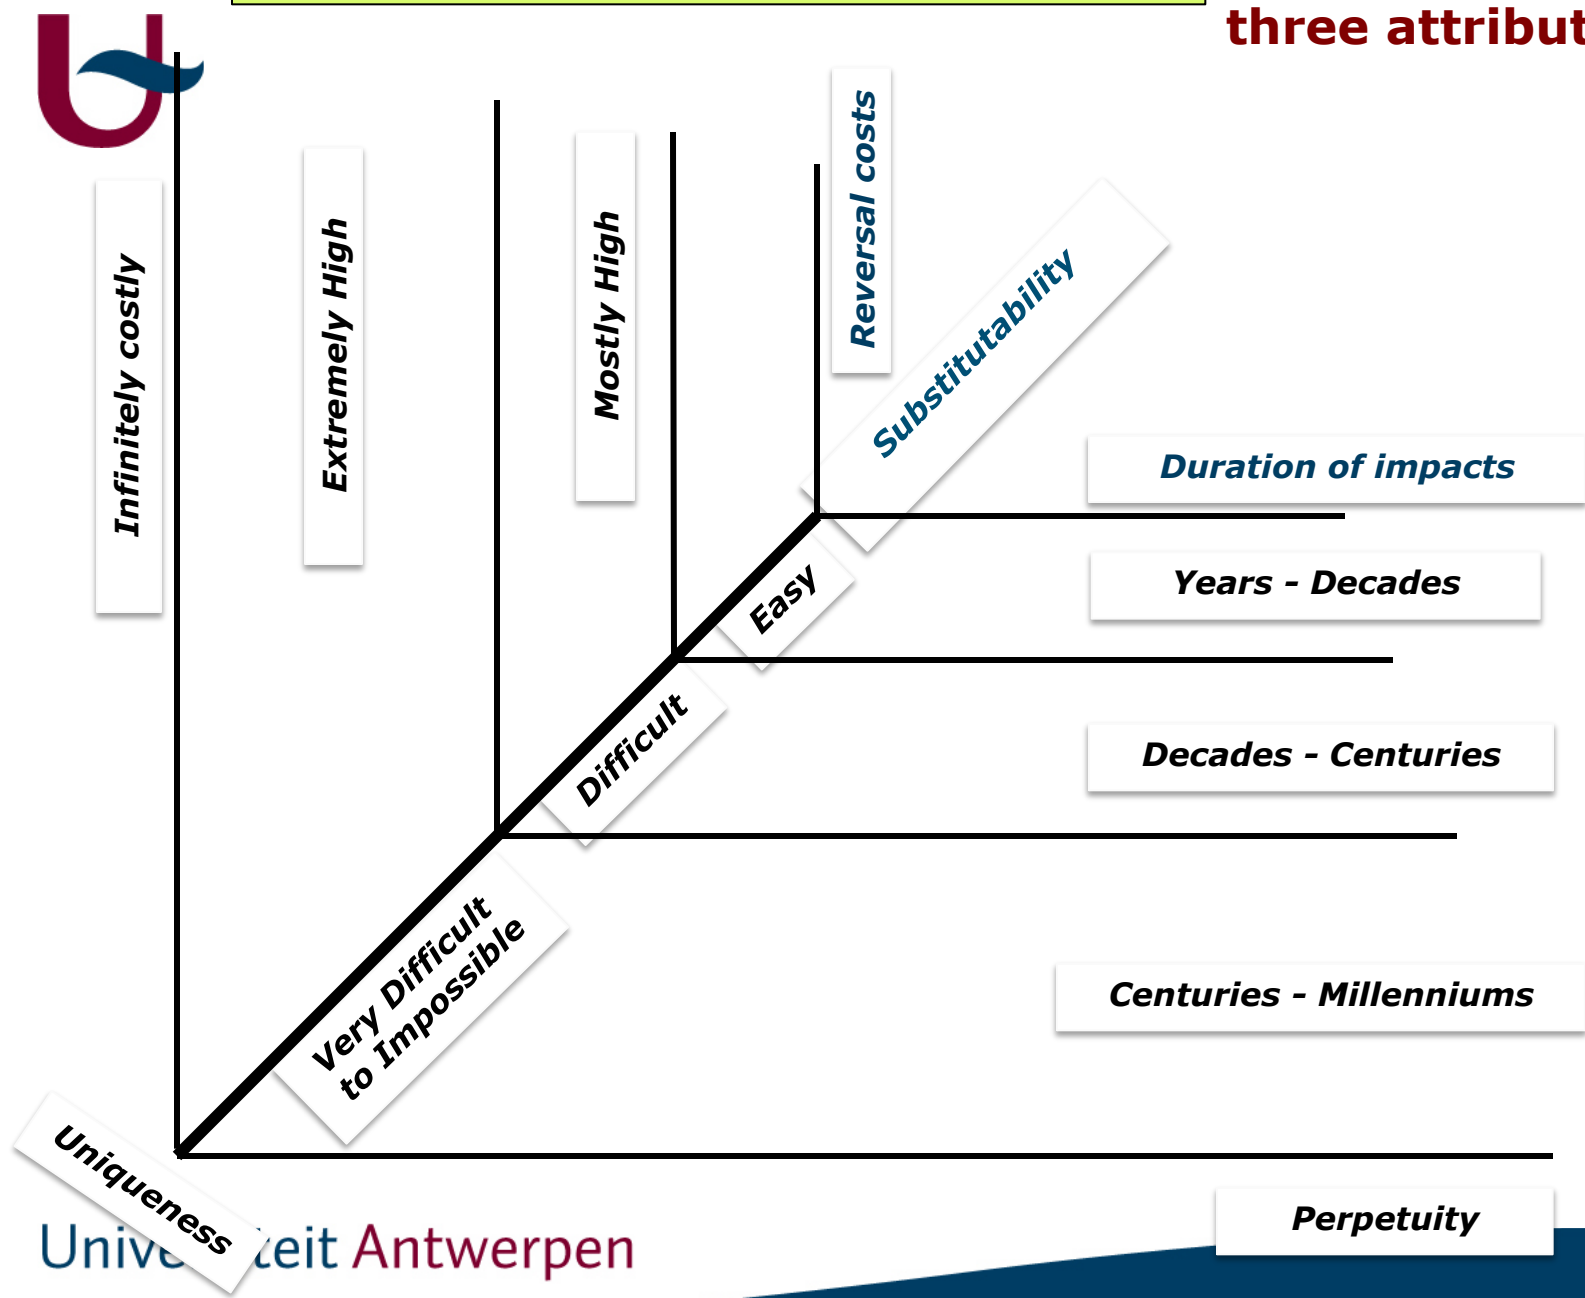 three attribut
Reversal costs
Substitutability
Duration of impacts
Infinitely costly
Extremely High
Mostly High
Easy
Years - Decades
Difficult
Decades - Centuries
Very Difficult
to Impossible
Centuries - Millenniums
Uniqueness
Perpetuity
Unive teit Antwerpen